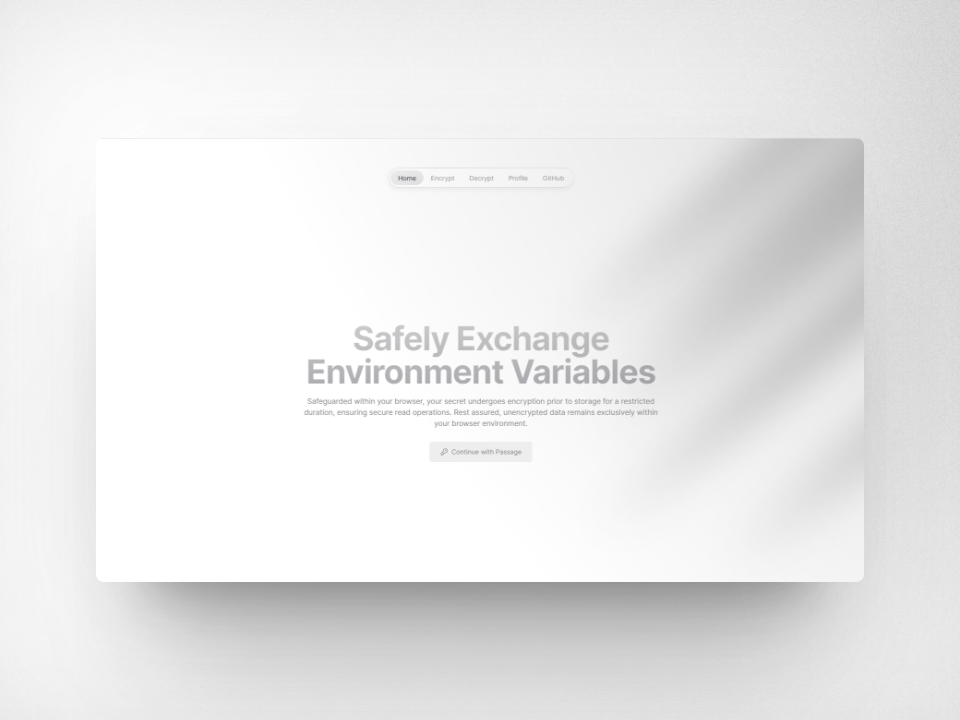 Home Encrypt Decrypt Profile GitHub
Safely Exchange
Environment Variables
Safeguarded within your browser, your secret undergoes encryption prior to storage for a restricted
duration, ensuring secure read operations. Rest assured, unencrypted data remains exclusively within
your browser environment.
Continue with Passage